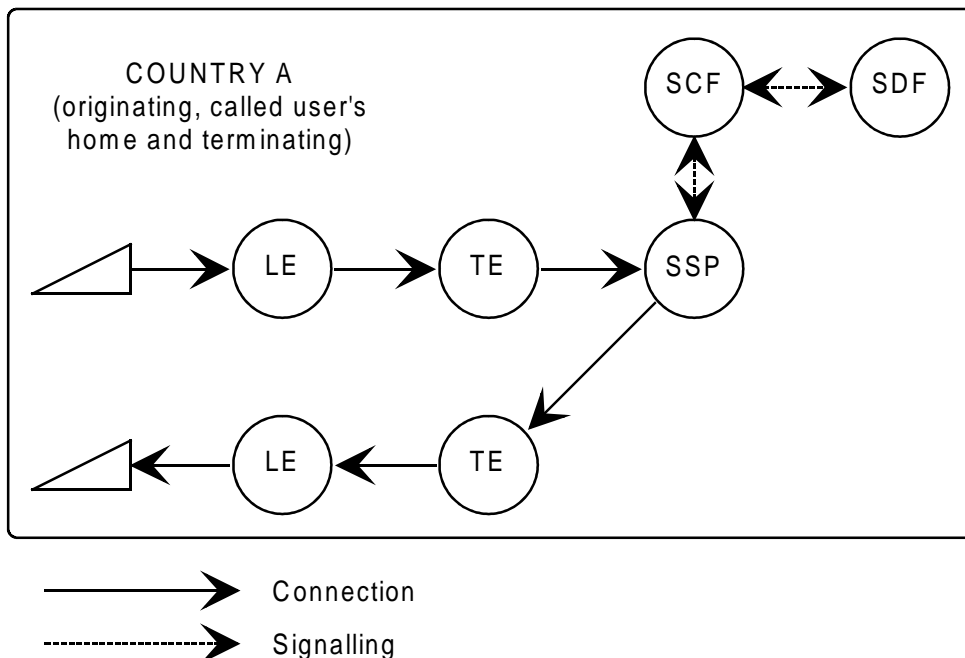 COUNTRY A
(originating, called user's
home and terminating)
SCF
SDF
LE
TE
SSP
LE
TE
Connection
Signalling